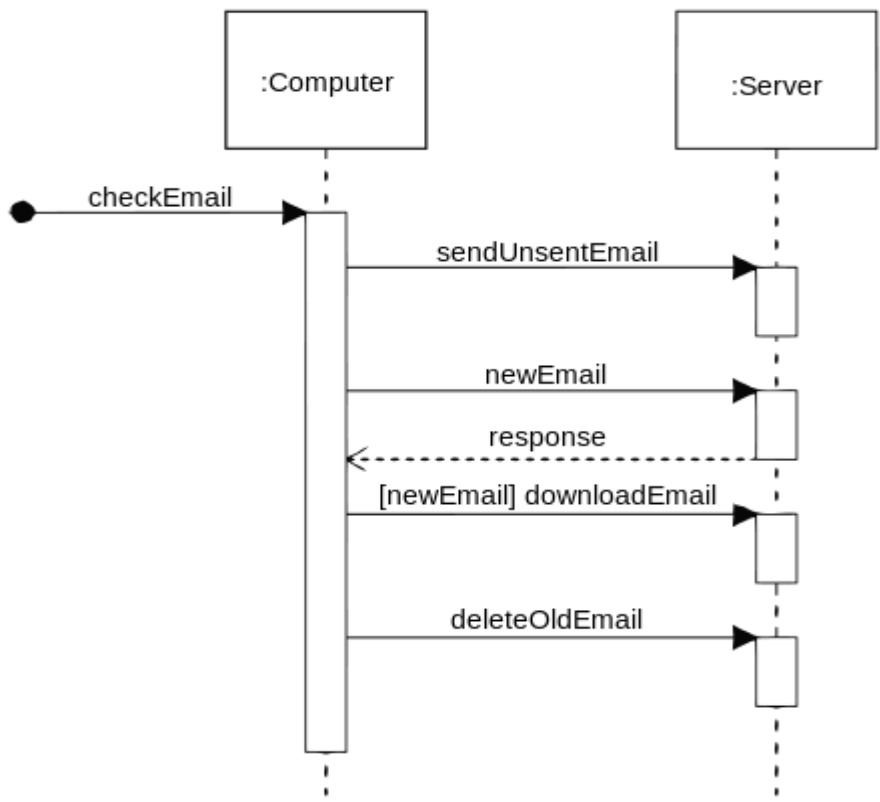 :Computer
:Server
checkEmail
sendUnsentEmail
newEmail
response
[newEmail] downloadEmail
deleteOldEmail